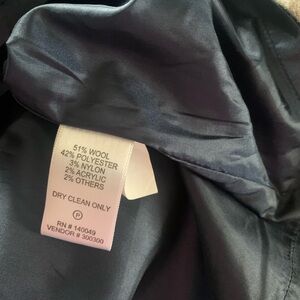 51% WOOL
42% POLYESTER
3% NYLON
2% ACRYLIC
2% OTHERS
DRY CLEAN ONLY
P
RN # 140049
VENDOR # 300300